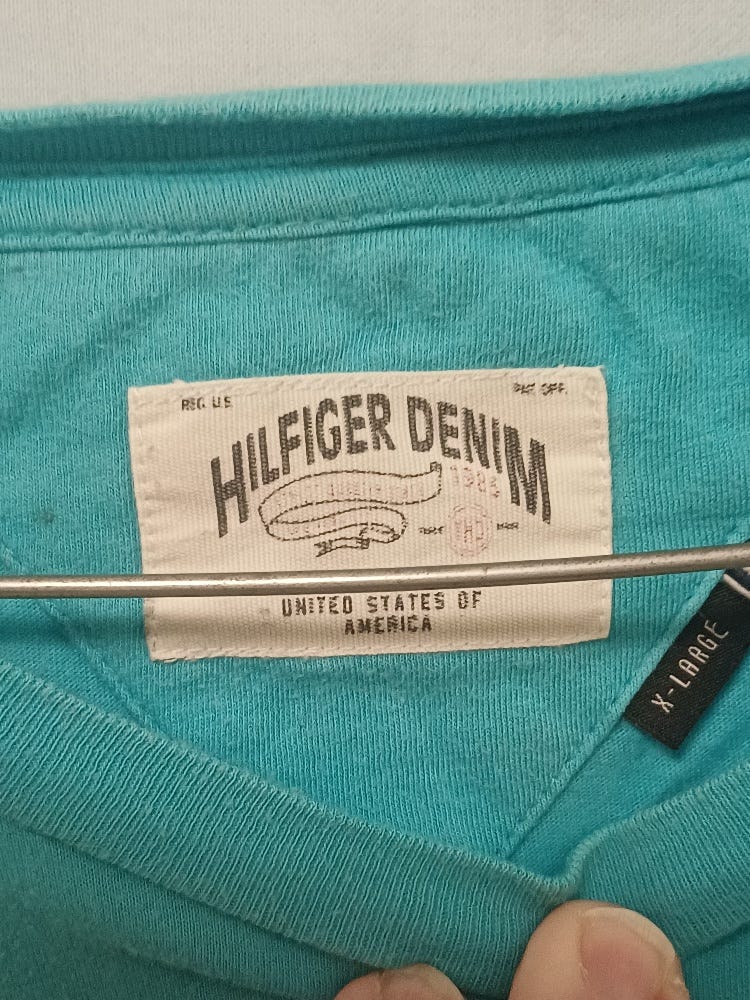 REG. U.S. PAT. OFF.
HILFIGER DENIM
1985
UNITED STATES OF
AMERICA
X-LARGE